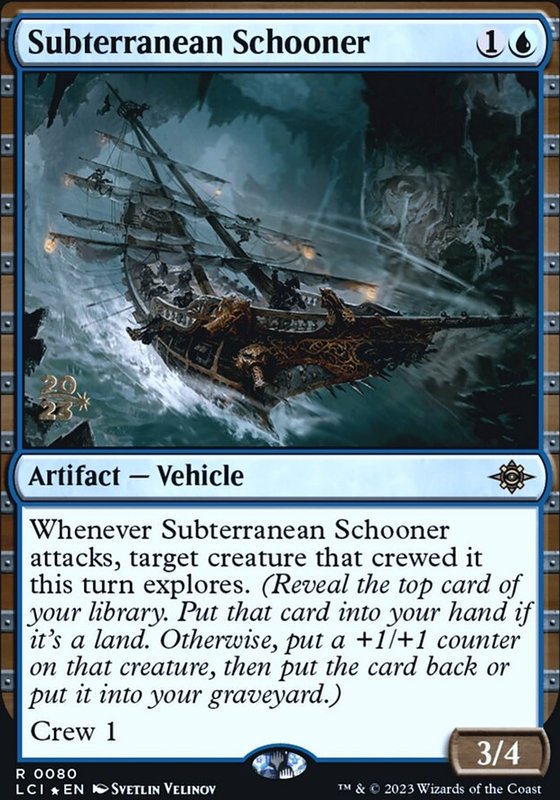 Subterranean Schooner 1
20
23
Artifact — Vehicle
Whenever Subterranean Schooner
attacks, target creature that crewed it
this turn explores. (Reveal the top card of
your library. Put that card into your hand if
it's a land. Otherwise, put a +1/+1 counter
on that creature, then put the card back or
put it into your graveyard.)
Crew 1
3/4
R 0080
LCI ★ EN Svetlin Velinov
™ & © 2023 Wizards of the Coast